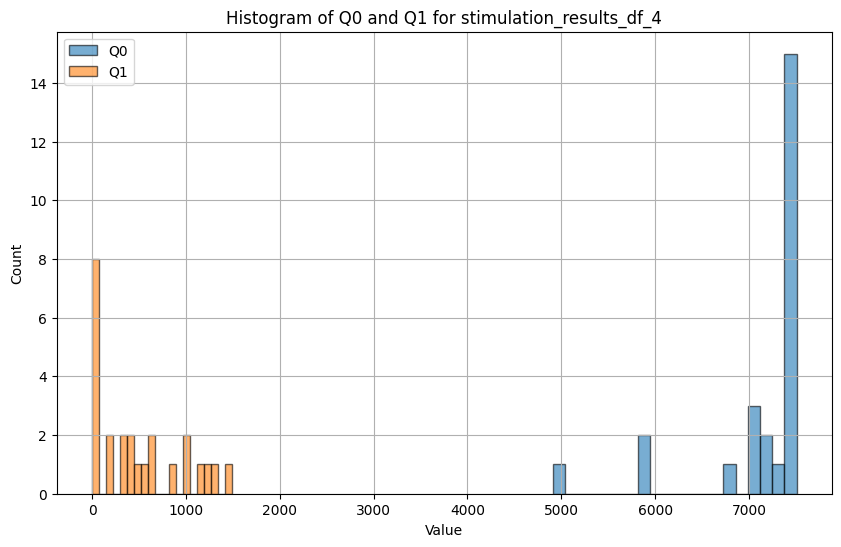 Histogram of Q0 and Q1 for stimulation_results_df_4
Q0
Q1
Count
14
12
10
8
6
4
2
0
0 1000 2000 3000 4000 5000 6000 7000
Value